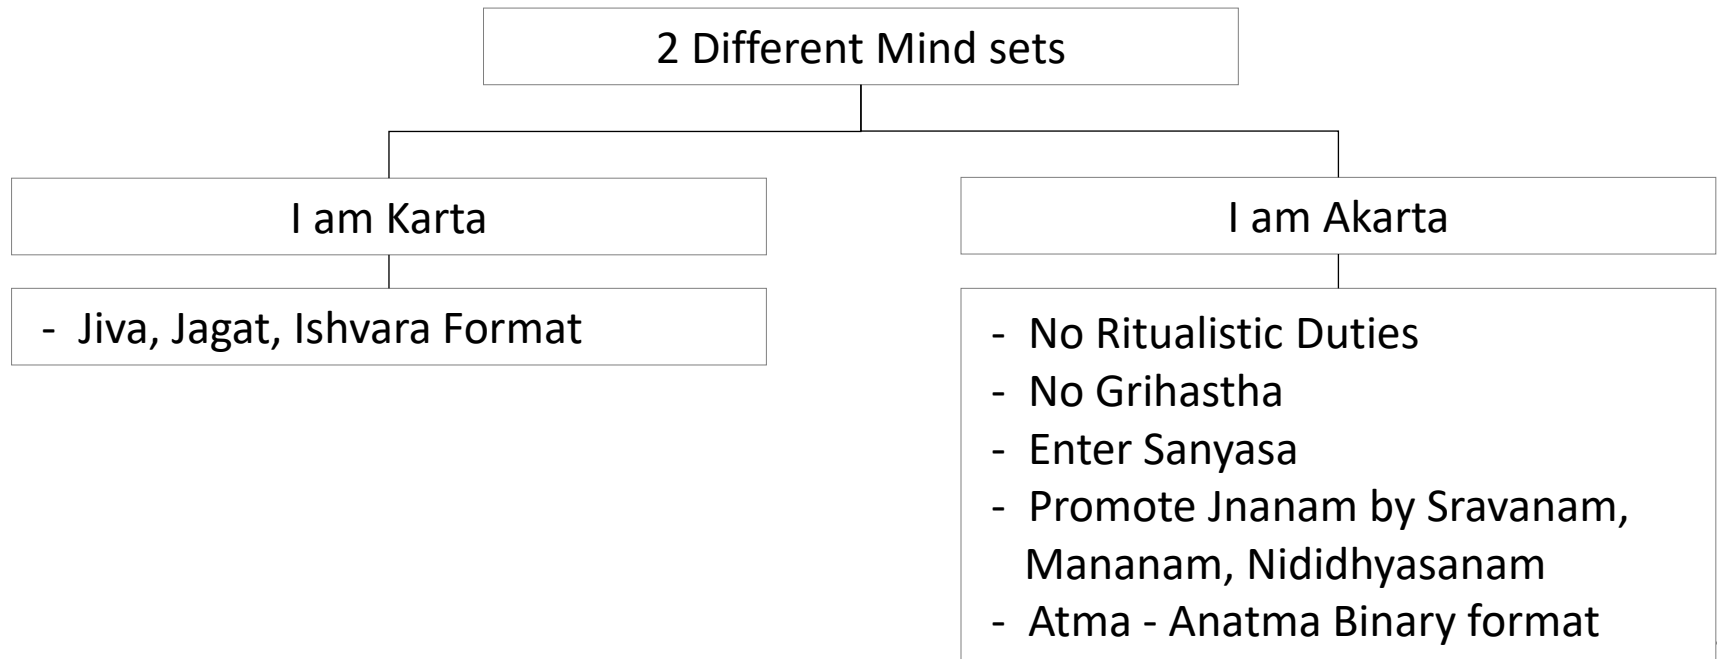 2 Different Mind sets
I am Karta
- Jiva, Jagat, Ishvara Format
I am Akarta
- No Ritualistic Duties
- No Grihastha
- Enter Sanyasa
- Promote Jnanam by Sravanam,
Mananam, Nididhyasanam
- Atma - Anatma Binary format